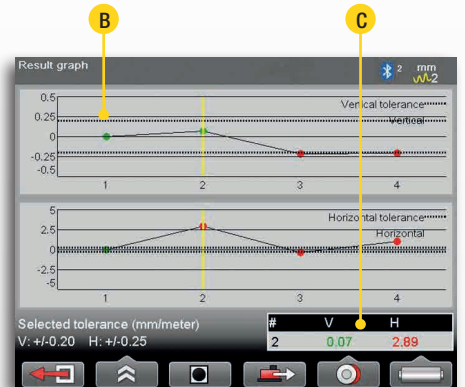 B
C
Result graph
2 mm
2
0.5
0.25
0
-0.25
-0.5
Vertical tolerance
Vertical
1 2 3 4
5
2.5
0
-2.5
-5
Horizontal tolerance
Horizontal
1 2 3 4
Selected tolerance (mm/meter)
V: +/-0.20 H: +/-0.25
# V H
2 0.07 2.89